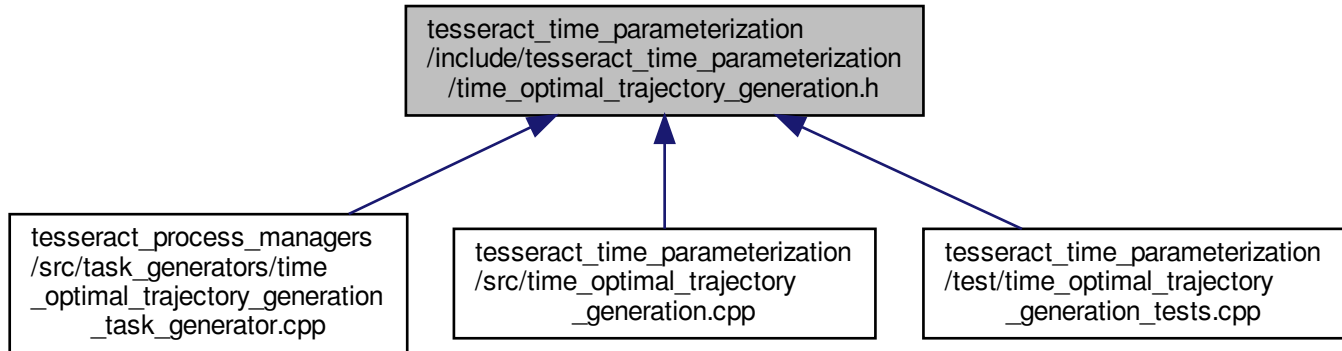 tesseract_time_parameterization
/include/tesseract_time_parameterization
/time_optimal_trajectory_generation.h
tesseract_process_managers
/src/task_generators/time
_optimal_trajectory_generation
_task_generator.cpp
tesseract_time_parameterization
/src/time_optimal_trajectory
_generation.cpp
tesseract_time_parameterization
/test/time_optimal_trajectory
_generation_tests.cpp